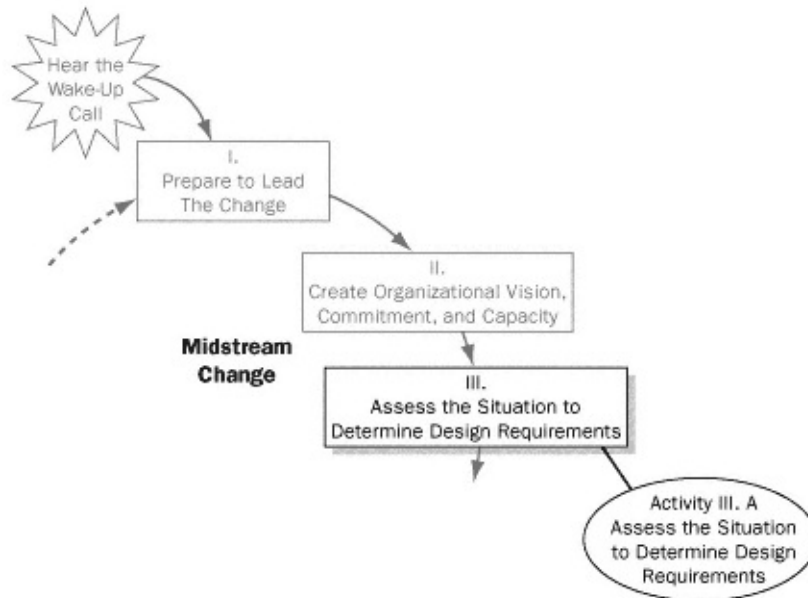 Hear the
Wake-Up
Call
I.
Prepare to Lead
The Change
II.
Create Organizational Vision,
Commitment, and Capacity
Midstream
Change
III.
Assess the Situation to
Determine Design Requirements
Activity III. A
Assess the Situation
to Determine Design
Requirements